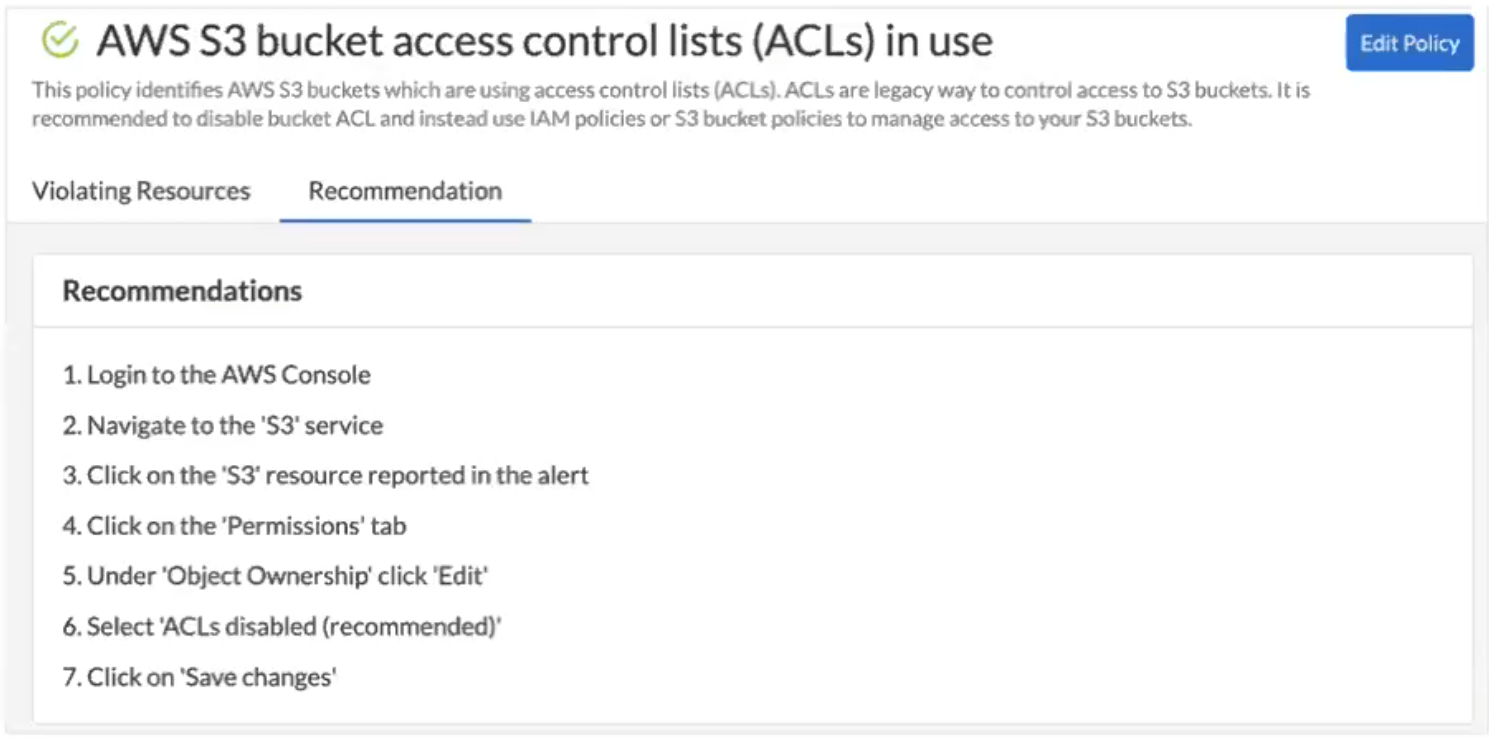 AWS S3 bucket access control lists (ACLs) in use
Edit Policy
This policy identifies AWS S3 buckets which are using access control lists (ACLs). ACLs are legacy way to control access to S3 buckets. It is
recommended to disable bucket ACL and instead use IAM policies or S3 bucket policies to manage access to your S3 buckets.
Violating Resources
Recommendation
Recommendations
1. Login to the AWS Console
2. Navigate to the 'S3' service
3. Click on the 'S3' resource reported in the alert
4. Click on the 'Permissions' tab
5. Under 'Object Ownership' click 'Edit'
6. Select 'ACLs disabled (recommended)'
7. Click on 'Save changes'